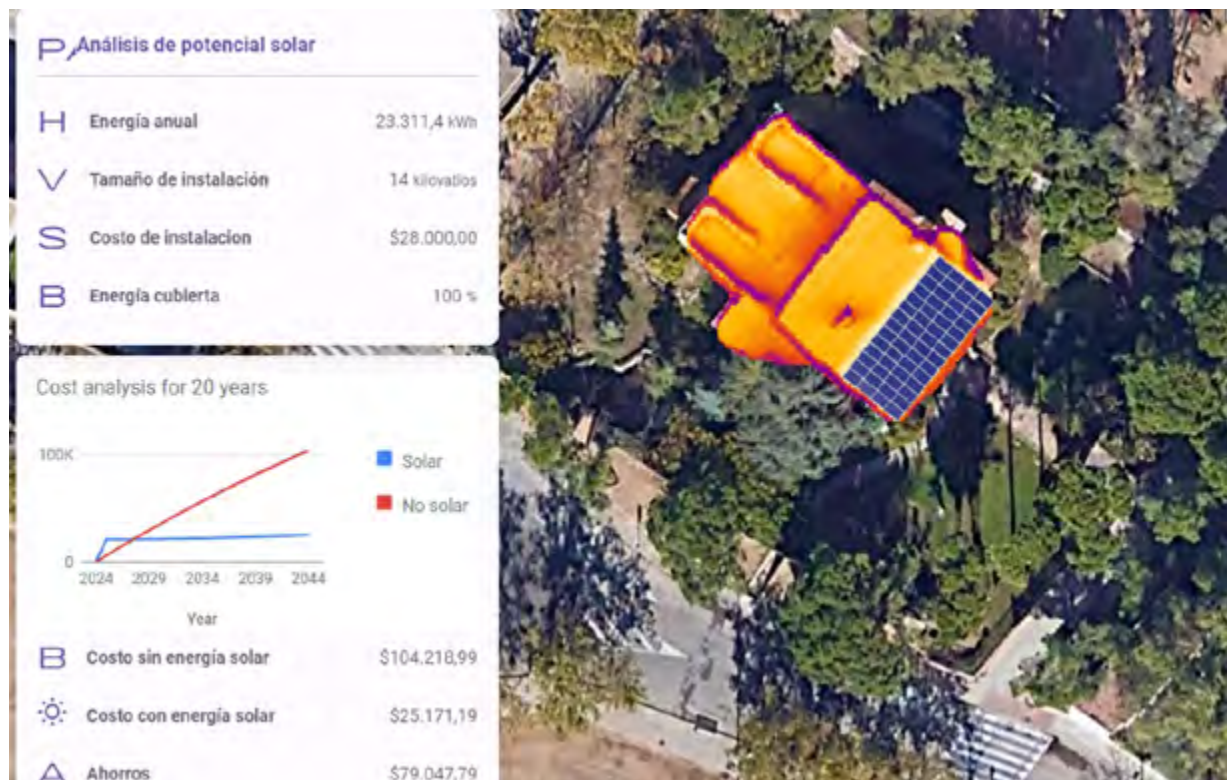 Análisis de potencial solar
Energía anual 23.311,4 kWh
Tamaño de instalación 14 kilovatios
Costo de instalacion $28.000,00
Energía cubierta 100 %
Cost analysis for 20 years
100K
Solar
No solar
0
2024 2029 2034 2039 2044
Year
Costo sin energía solar $104.218,99
Costo con energía solar $25.171,19
Ahorros $79.047,79